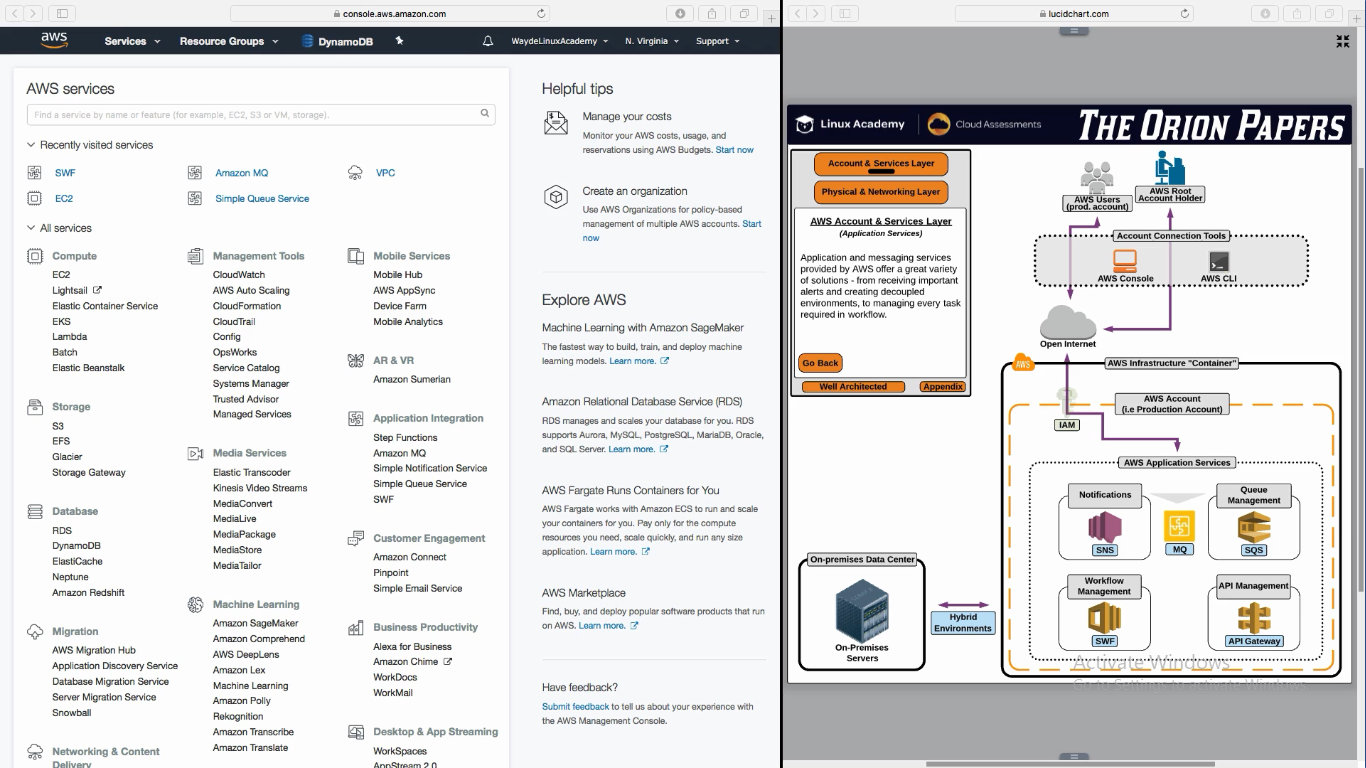 console.aws.amazon.com
lucidchart.com
aws
Services
Resource Groups
DynamoDB
WaydeLinuxAcademy
N. Virginia
Support
AWS services
Find a service by name or feature (for example, EC2, S3 or VM, storage).
Recently visited services
SWF
Amazon MQ
VPC
EC2
Simple Queue Service
All services
Compute
EC2
Lightsail
Elastic Container Service
EKS
Lambda
Batch
Elastic Beanstalk
Storage
S3
EFS
Glacier
Storage Gateway
Database
RDS
DynamoDB
ElastiCache
Neptune
Amazon Redshift
Migration
AWS Migration Hub
Application Discovery Service
Database Migration Service
Server Migration Service
Snowball
Networking & Content
Delivery
Management Tools
CloudWatch
AWS Auto Scaling
CloudFormation
CloudTrail
Config
OpsWorks
Service Catalog
Systems Manager
Trusted Advisor
Managed Services
Media Services
Elastic Transcoder
Kinesis Video Streams
MediaConvert
MediaLive
MediaPackage
MediaStore
MediaTailor
Machine Learning
Amazon SageMaker
Amazon Comprehend
AWS DeepLens
Amazon Lex
Machine Learning
Amazon Polly
Rekognition
Amazon Transcribe
Amazon Translate
Mobile Services
Mobile Hub
AWS AppSync
Device Farm
Mobile Analytics
AR & VR
Amazon Sumerian
Application Integration
Step Functions
Amazon MQ
Simple Notification Service
Simple Queue Service
SWF
Customer Engagement
Amazon Connect
Pinpoint
Simple Email Service
Business Productivity
Alexa for Business
Amazon Chime
WorkDocs
WorkMail
Desktop & App Streaming
WorkSpaces
AppStream 2.0
Helpful tips
Manage your costs
Monitor your AWS costs, usage, and
reservations using AWS Budgets. Start now
Create an organization
Use AWS Organizations for policy-based
management of multiple AWS accounts. Start
now
Explore AWS
Machine Learning with Amazon SageMaker
The fastest way to build, train, and deploy machine
learning models. Learn more.
Amazon Relational Database Service (RDS)
RDS manages and scales your database for you. RDS
supports Aurora, MySQL, PostgreSQL, MariaDB, Oracle,
and SQL Server. Learn more.
AWS Fargate Runs Containers for You
AWS Fargate works with Amazon ECS to run and scale
your containers for you. Pay only for the compute
resources you need, scale quickly, and run any size
application. Learn more.
AWS Marketplace
Find, buy, and deploy popular software products that run
on AWS. Learn more.
Have feedback?
Submit feedback to tell us about your experience with
the AWS Management Console.
Linux Academy
Cloud Assessments
THE ORION PAPERS
Account & Services Layer
Physical & Networking Layer
AWS Account & Services Layer
(Application Services)
Application and messaging services
provided by AWS offer a great variety
of solutions - from receiving important
alerts and creating decoupled
environments, to managing every task
required in workflow.
Go Back
Well Architected
Appendix
AWS Users
(prod. account)
AWS Root
Account Holder
Account Connection Tools
AWS Console
AWS CLI
Open Internet
AWS
AWS Infrastructure "Container"
AWS Account
(i.e Production Account)
IAM
AWS Application Services
Notifications
SNS
MQ
Queue
Management
SQS
Workflow
Management
SWF
API Management
API Gateway
On-premises Data Center
On-Premises
Servers
Hybrid
Environments
Activate Windows
Go to Settings to activate Windows.